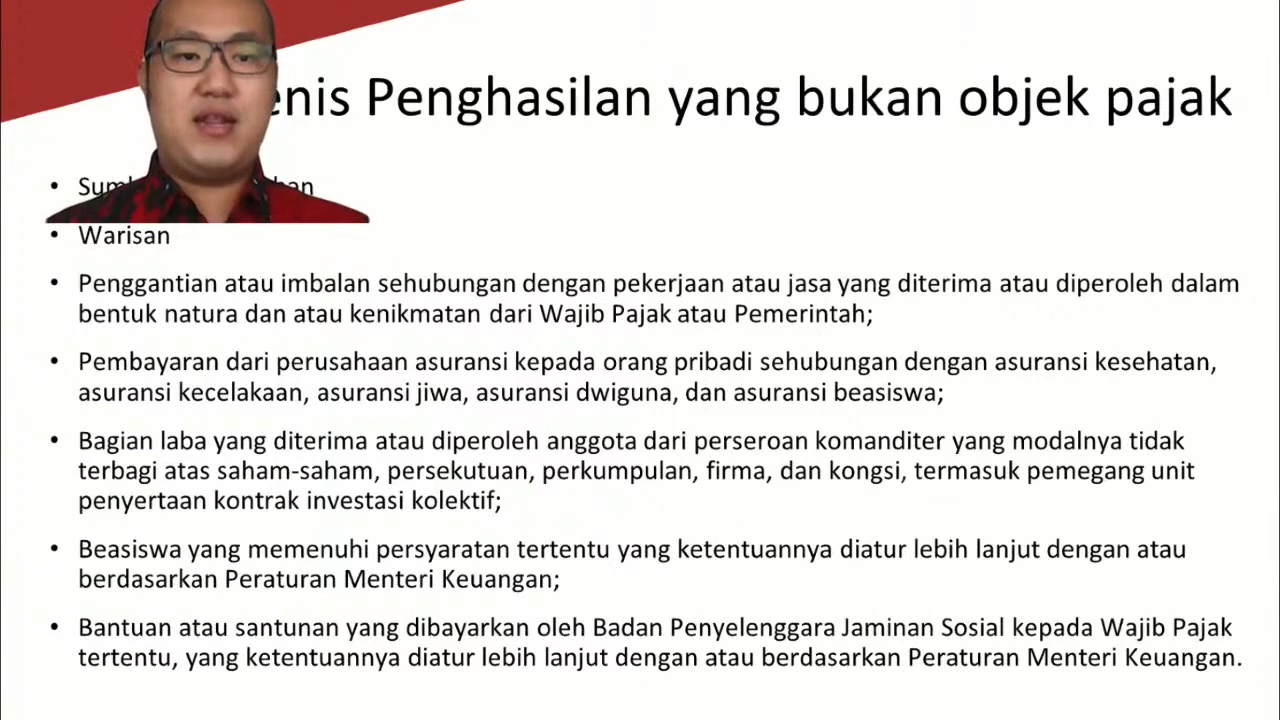 enis Penghasilan yang bukan objek pajak
• Sum an
• Warisan
• Penggantian atau imbalan sehubungan dengan pekerjaan atau jasa yang diterima atau diperoleh dalam
bentuk natura dan atau kenikmatan dari Wajib Pajak atau Pemerintah;
• Pembayaran dari perusahaan asuransi kepada orang pribadi sehubungan dengan asuransi kesehatan,
asuransi kecelakaan, asuransi jiwa, asuransi dwiguna, dan asuransi beasiswa;
• Bagian laba yang diterima atau diperoleh anggota dari perseroan komanditer yang modalnya tidak
terbagi atas saham-saham, persekutuan, perkumpulan, firma, dan kongsi, termasuk pemegang unit
penyertaan kontrak investasi kolektif;
• Beasiswa yang memenuhi persyaratan tertentu yang ketentuannya diatur lebih lanjut dengan atau
berdasarkan Peraturan Menteri Keuangan;
• Bantuan atau santunan yang dibayarkan oleh Badan Penyelenggara Jaminan Sosial kepada Wajib Pajak
tertentu, yang ketentuannya diatur lebih lanjut dengan atau berdasarkan Peraturan Menteri Keuangan.